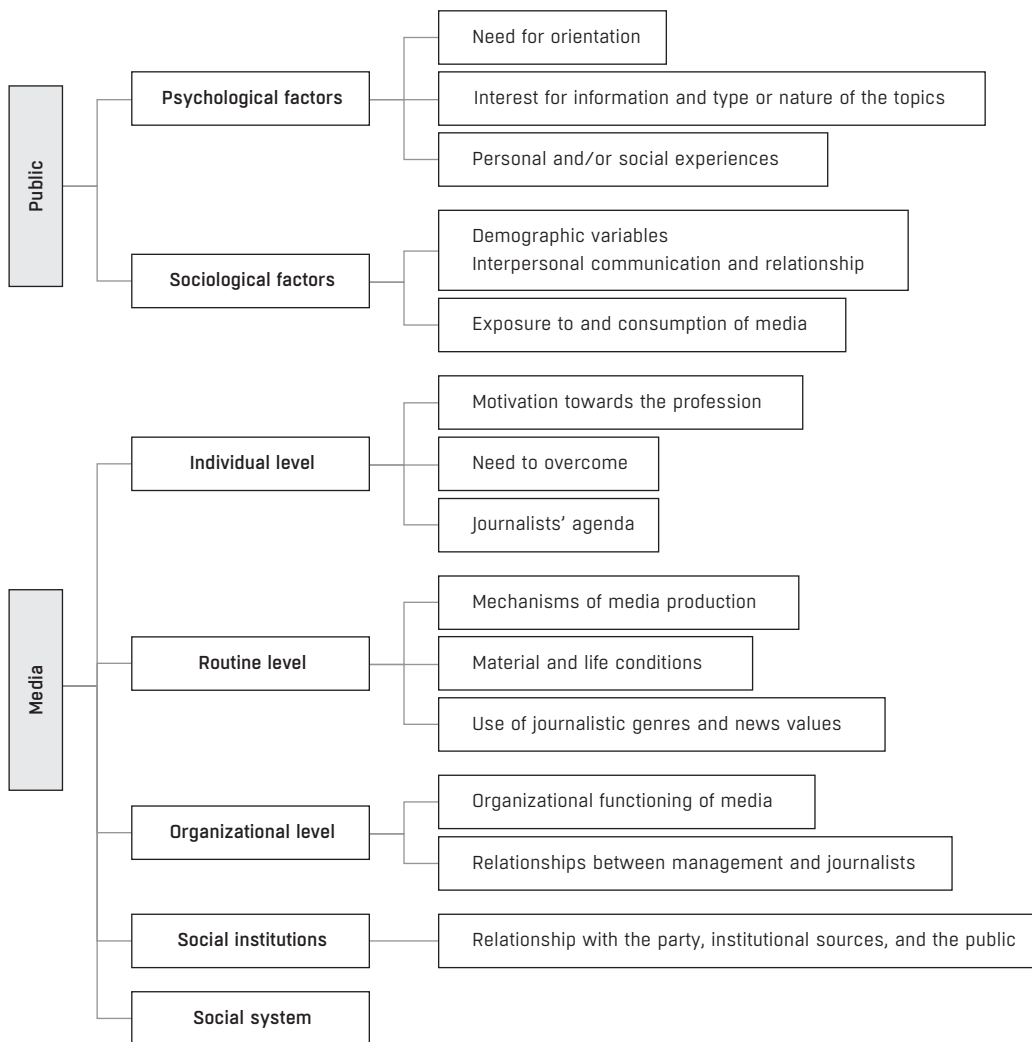 Public
Psychological factors
Need for orientation
Interest for information and type or nature of the topics
Personal and/or social experiences
Sociological factors
Demographic variables
Interpersonal communication and relationship
Exposure to and consumption of media
Media
Individual level
Motivation towards the profession
Need to overcome
Journalists’ agenda
Routine level
Mechanisms of media production
Material and life conditions
Use of journalistic genres and news values
Organizational level
Organizational functioning of media
Relationships between management and journalists
Social institutions
Relationship with the party, institutional sources, and the public
Social system